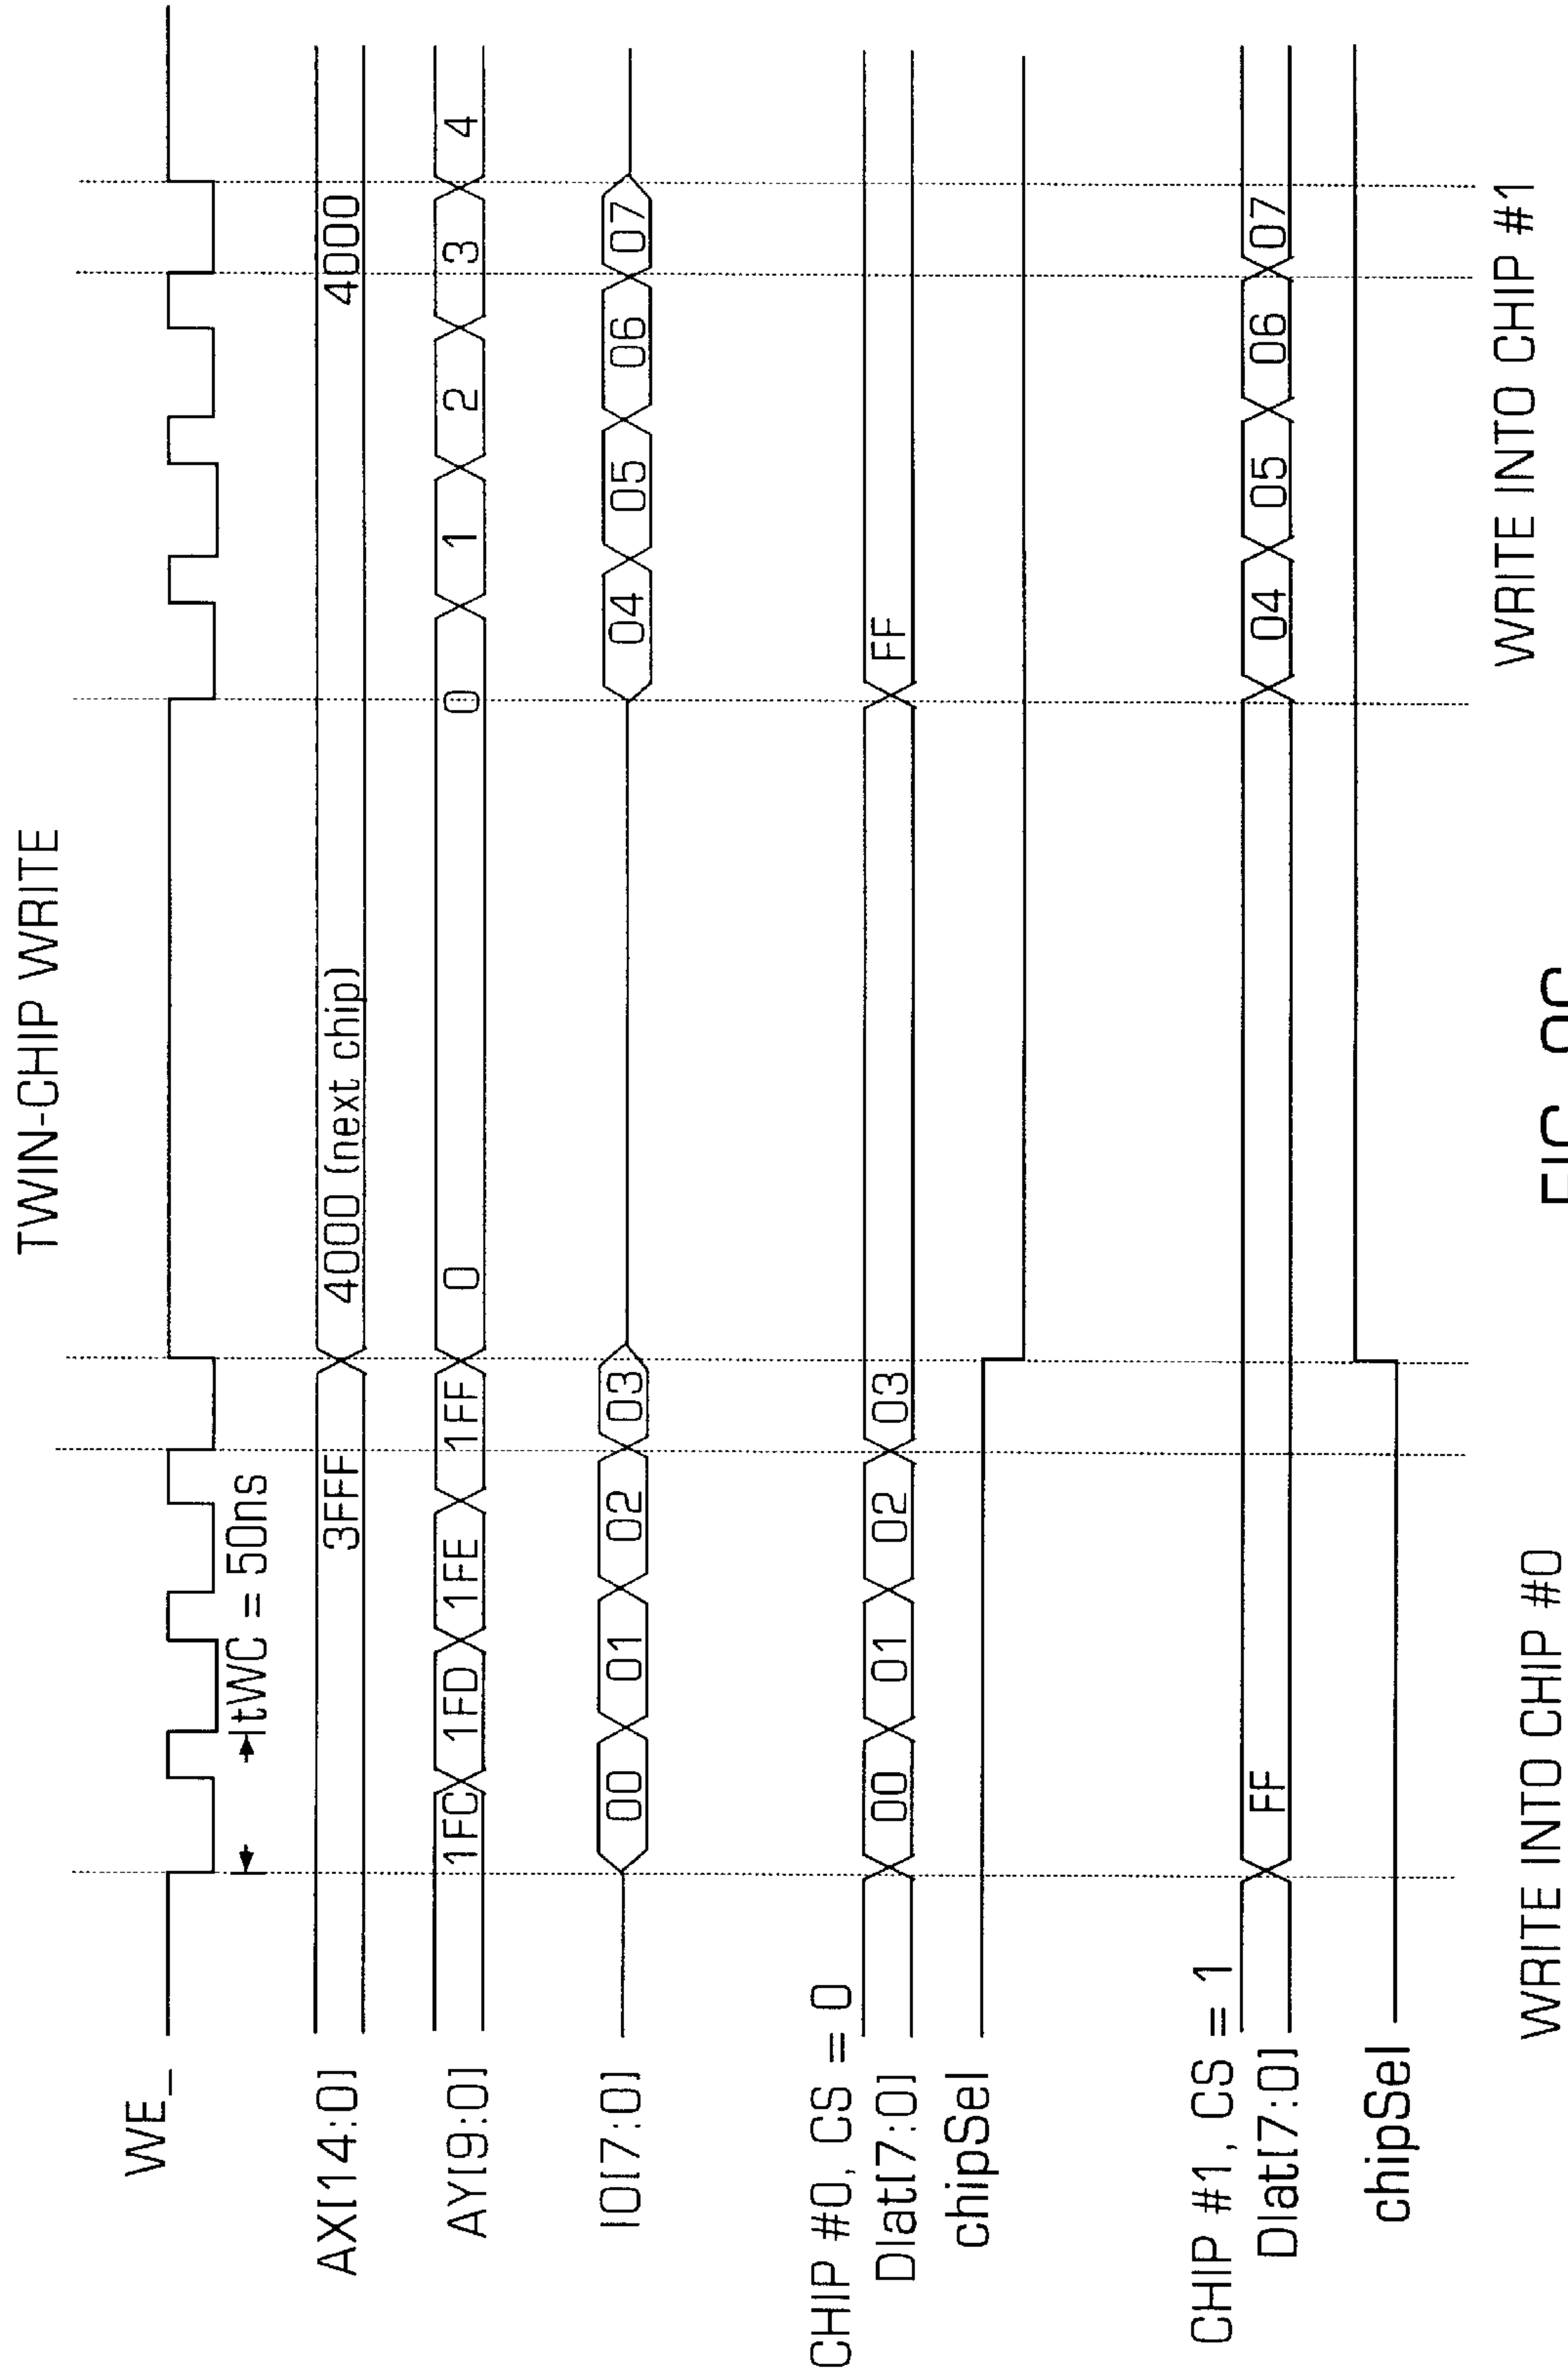 TWIN-CHIP WRITE
WE_
tWC = 50ns
AX[14:0]
3FFF
4000 (next chip)
4000
AY[9:0]
1FC
1FD
1FE
1FF
0
0
1
2
3
4
IO[7:0]
00
01
02
03
04
05
06
07
CHIP #0, CS = 0
Dlat[7:0]
00
01
02
03
FF
chipSel
CHIP #1, CS = 1
Dlat[7:0]
FF
04
05
06
07
chipSel
WRITE INTO CHIP #0
WRITE INTO CHIP #1